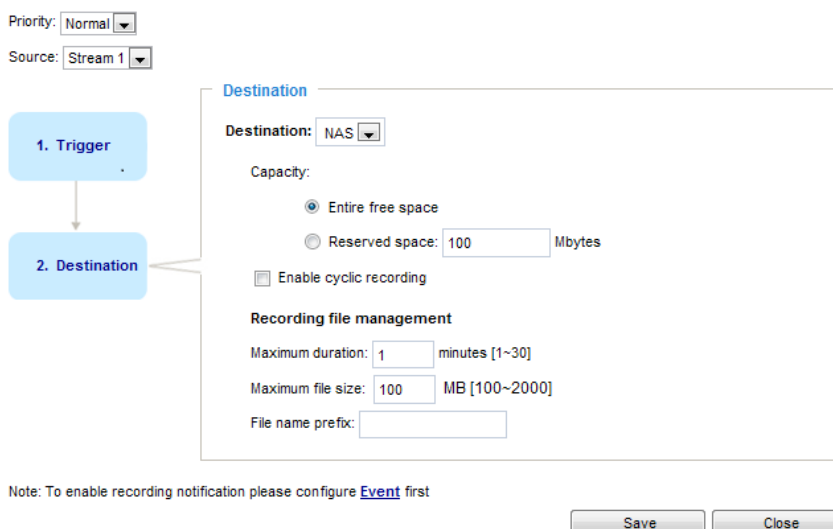 Priority: Normal
Source: Stream 1
1. Trigger
2. Destination
Destination
Destination: NAS
Capacity:
Entire free space
Reserved space: 100 Mbytes
Enable cyclic recording
Recording file management
Maximum duration: 1 minutes [1~30]
Maximum file size: 100 MB [100~2000]
File name prefix:
Note: To enable recording notification please configure Event first
Save Close